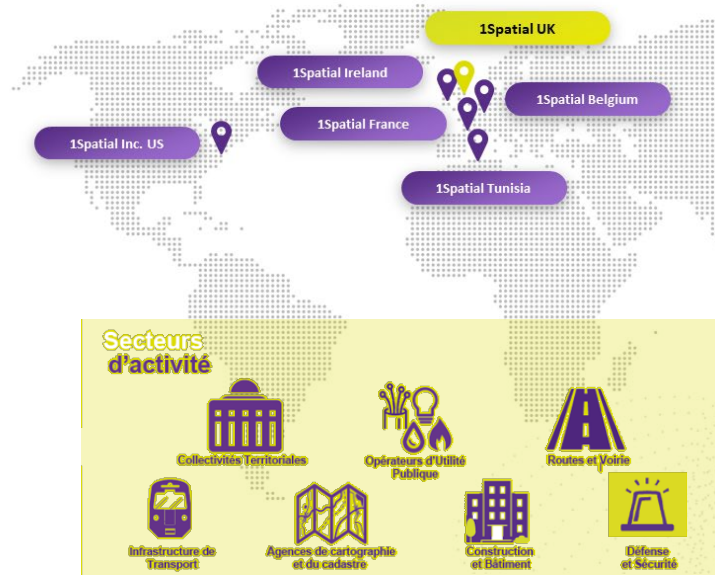 1Spatial UK
1Spatial Ireland
1Spatial Belgium
1Spatial France
1Spatial Inc. US
1Spatial Tunisia
Secteurs
d'activité
Collectivités Territoriales
Opérateurs d'Utilité
Publique
Routes et Voirie
Infrastructure de
Transport
Agences de cartographie
et du cadastre
Construction
et Bâtiment
Défense
et Sécurité